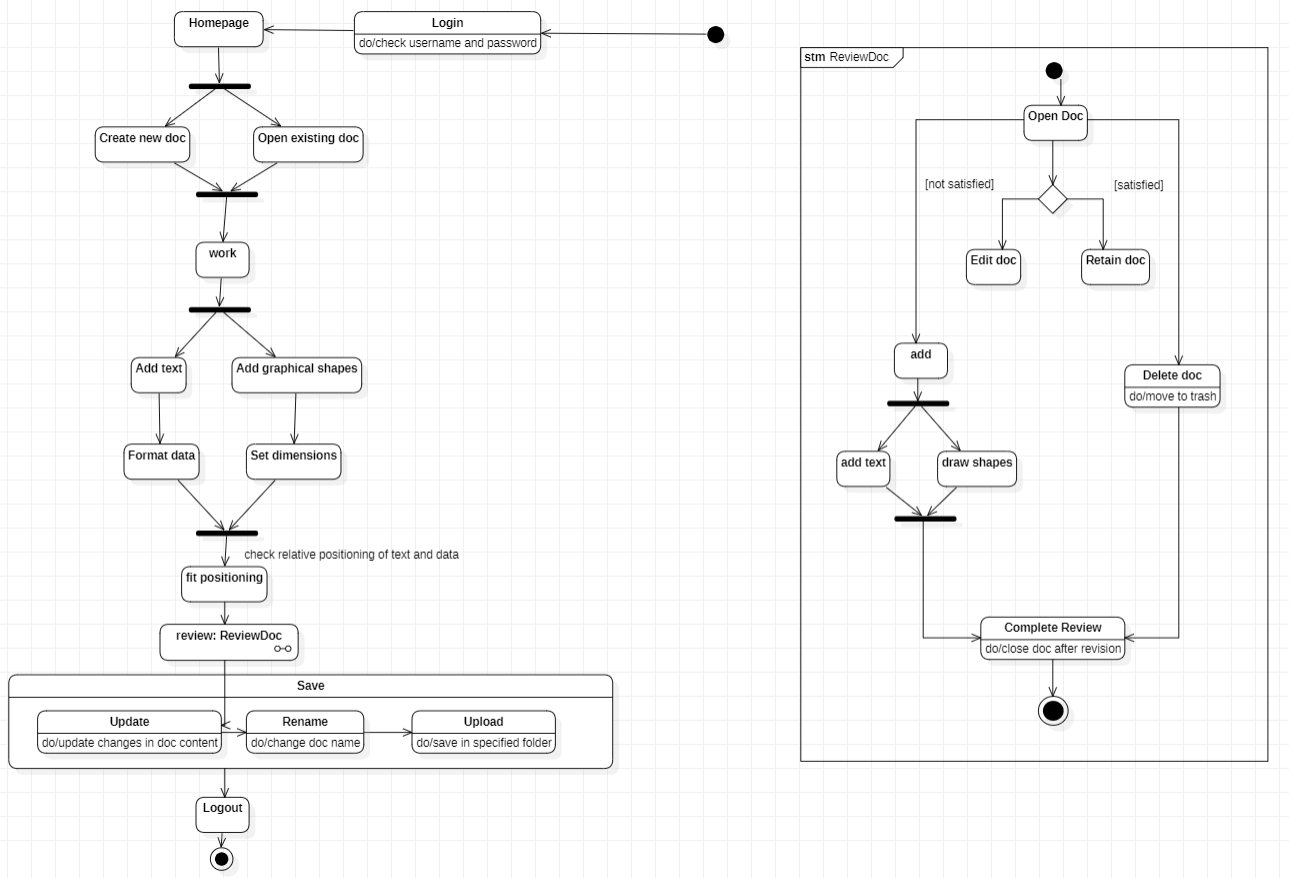 Homepage
Login
do/check username and password
Create new doc
Open existing doc
work
Add text
Add graphical shapes
Format data
Set dimensions
check relative positioning of text and data
fit positioning
review: ReviewDoc
Save
Update
do/update changes in doc content
Rename
do/change doc name
Upload
do/save in specified folder
Logout
stm ReviewDoc
Open Doc
[not satisfied]
[satisfied]
Edit doc
Retain doc
add
Delete doc
do/move to trash
add text
draw shapes
Complete Review
do/close doc after revision